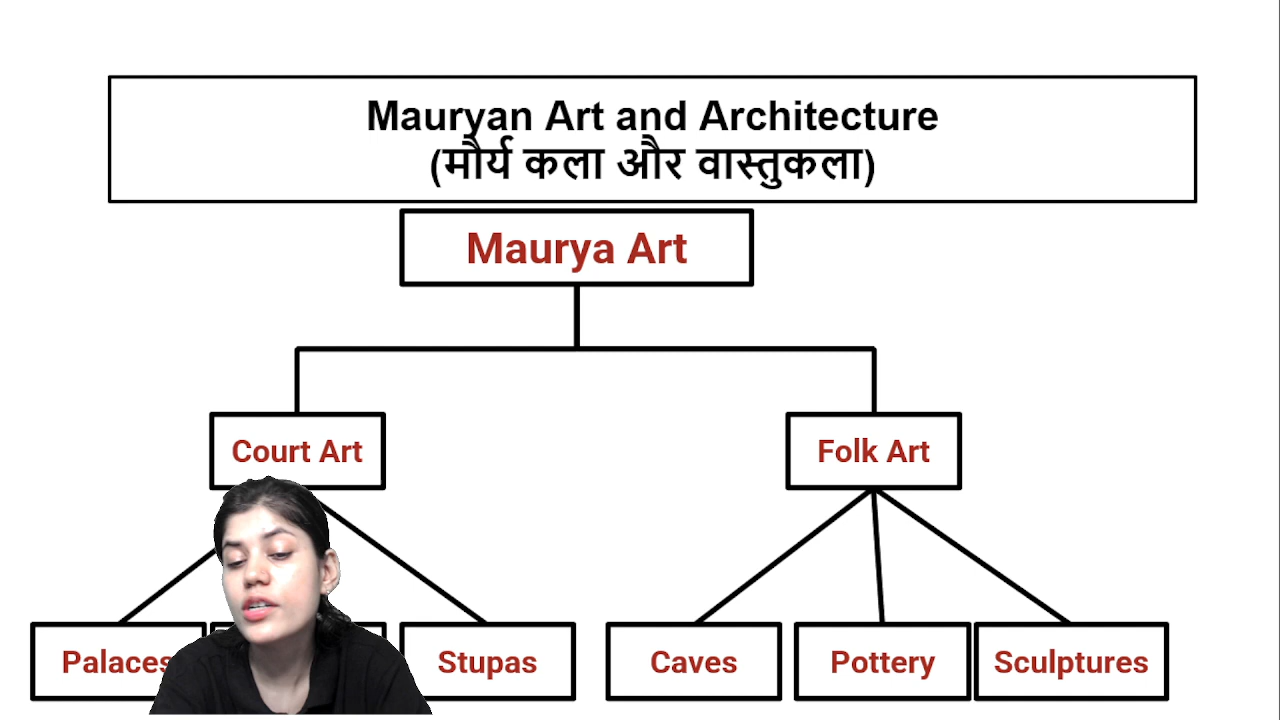 Mauryan Art and Architecture
(मौर्य कला और वास्तुकला)
Maurya Art
Court Art
Folk Art
Palaces
Stupas
Caves
Pottery
Sculptures